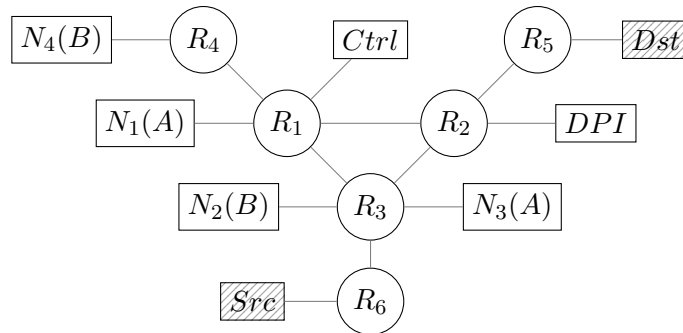 N₄(B) R₄ Ctrl R₅ Dst
N₁(A) R₁ R₂ DPI
N₂(B) R₃ N₃(A)
Src R₆